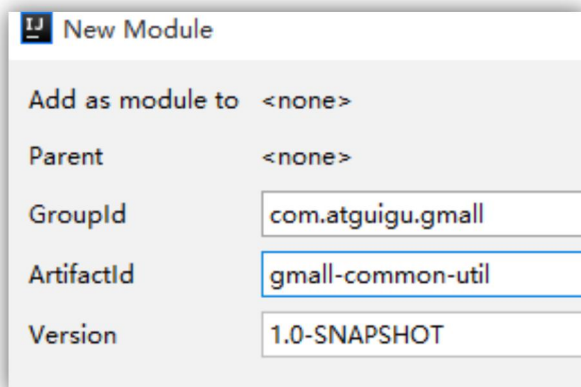 IJ New Module
Add as module to <none>
Parent <none>
GroupId com.atguigu.gmall
ArtifactId gmall-common-util
Version 1.0-SNAPSHOT